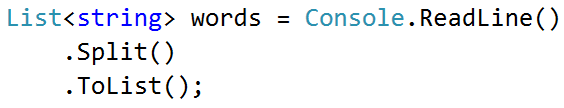 List<string> words = Console.ReadLine()
.Split()
.ToList();